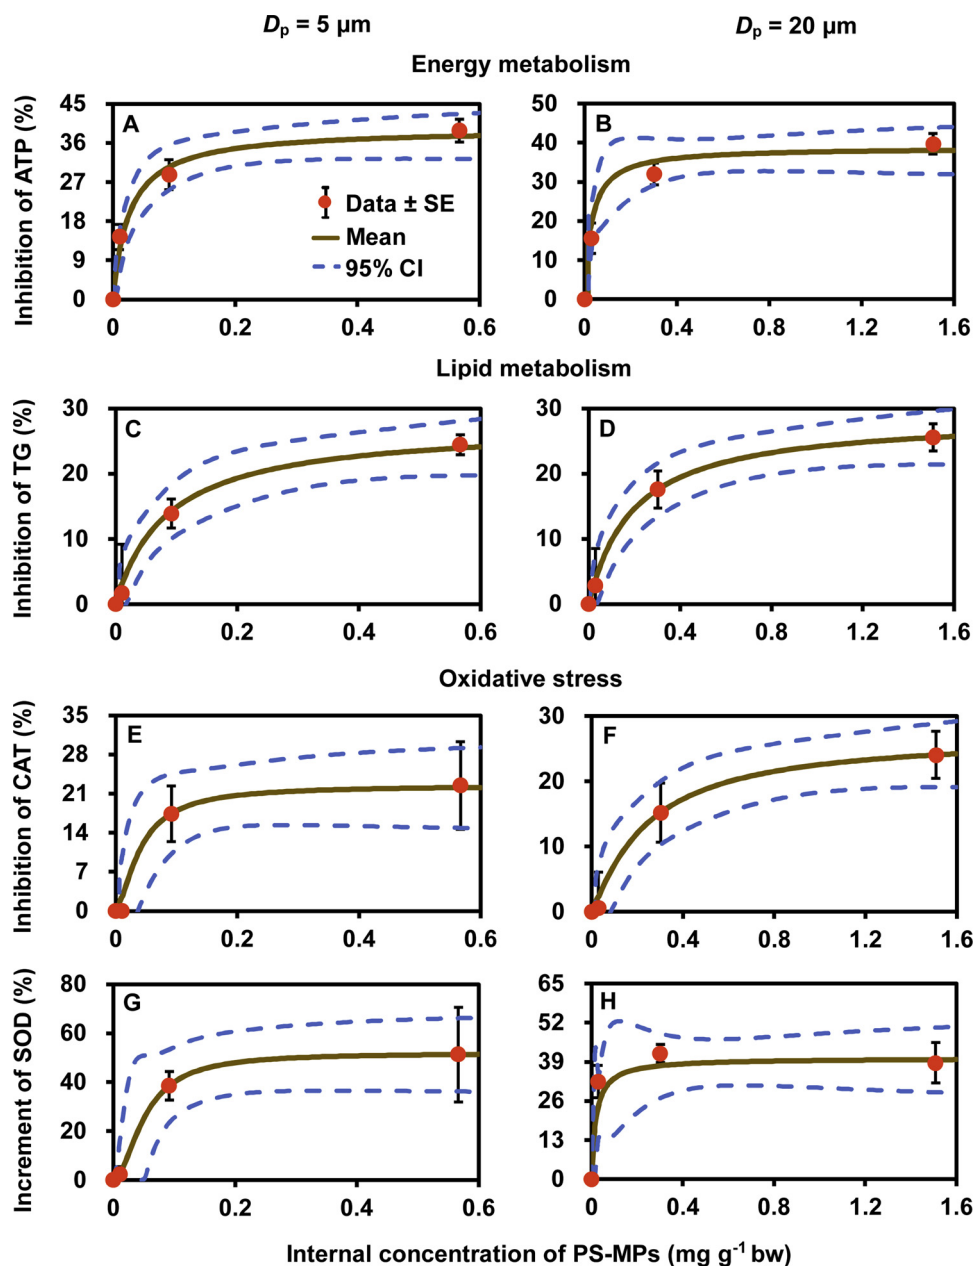 Dp = 5 µm
Dp = 20 µm
Energy metabolism
Inhibition of ATP (%)
45
36
27
18
9
0
A
Data ± SE
Mean
95% CI
0 0.2 0.4 0.6
50
40
30
20
10
0
B
0 0.4 0.8 1.2 1.6
Lipid metabolism
Inhibition of TG (%)
30
20
10
0
C
0 0.2 0.4 0.6
30
20
10
0
D
0 0.4 0.8 1.2 1.6
Oxidative stress
Inhibition of CAT (%)
35
28
21
14
7
0
E
0 0.2 0.4 0.6
30
20
10
0
F
0 0.4 0.8 1.2 1.6
Increment of SOD (%)
80
60
40
20
0
G
0 0.2 0.4 0.6
65
52
39
26
13
0
H
0 0.4 0.8 1.2 1.6
Internal concentration of PS-MPs (mg g⁻¹ bw)